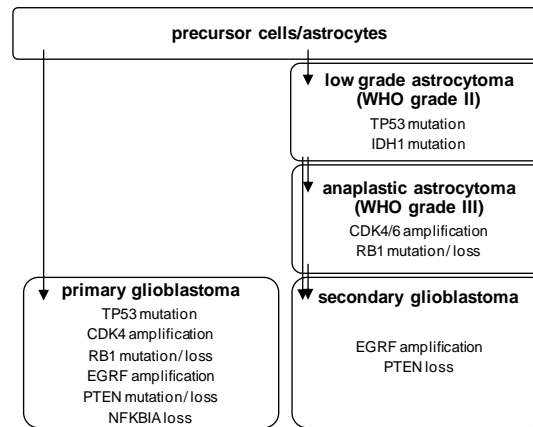 precursor cells/astrocytes
low grade astrocytoma
(WHO grade II)
TP53 mutation
IDH1 mutation
anaplastic astrocytoma
(WHO grade III)
CDK4/6 amplification
RB1 mutation/ loss
primary glioblastoma
TP53 mutation
CDK4 amplification
RB1 mutation/ loss
EGRF amplification
PTEN mutation/ loss
NFKBIA loss
secondary glioblastoma
EGRF amplification
PTEN loss